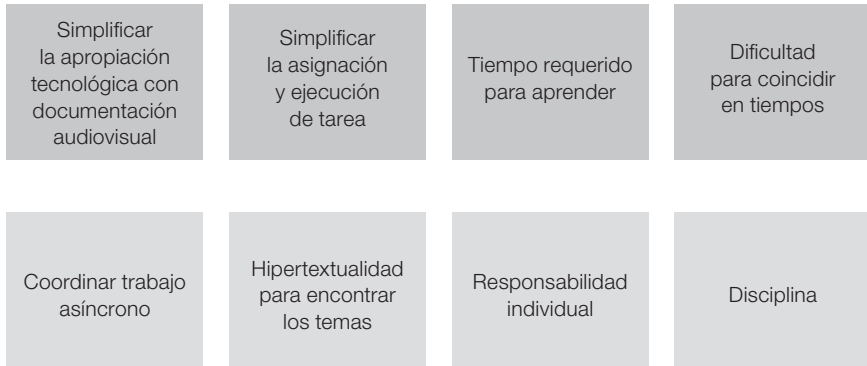 Simplificar
la apropiación
tecnológica con
documentación
audiovisual
Simplificar
la asignación
y ejecución
de tarea
Tiempo requerido
para aprender
Dificultad
para coincidir
en tiempos
Coordinar trabajo
asíncrono
Hipertextualidad
para encontrar
los temas
Responsabilidad
individual
Disciplina